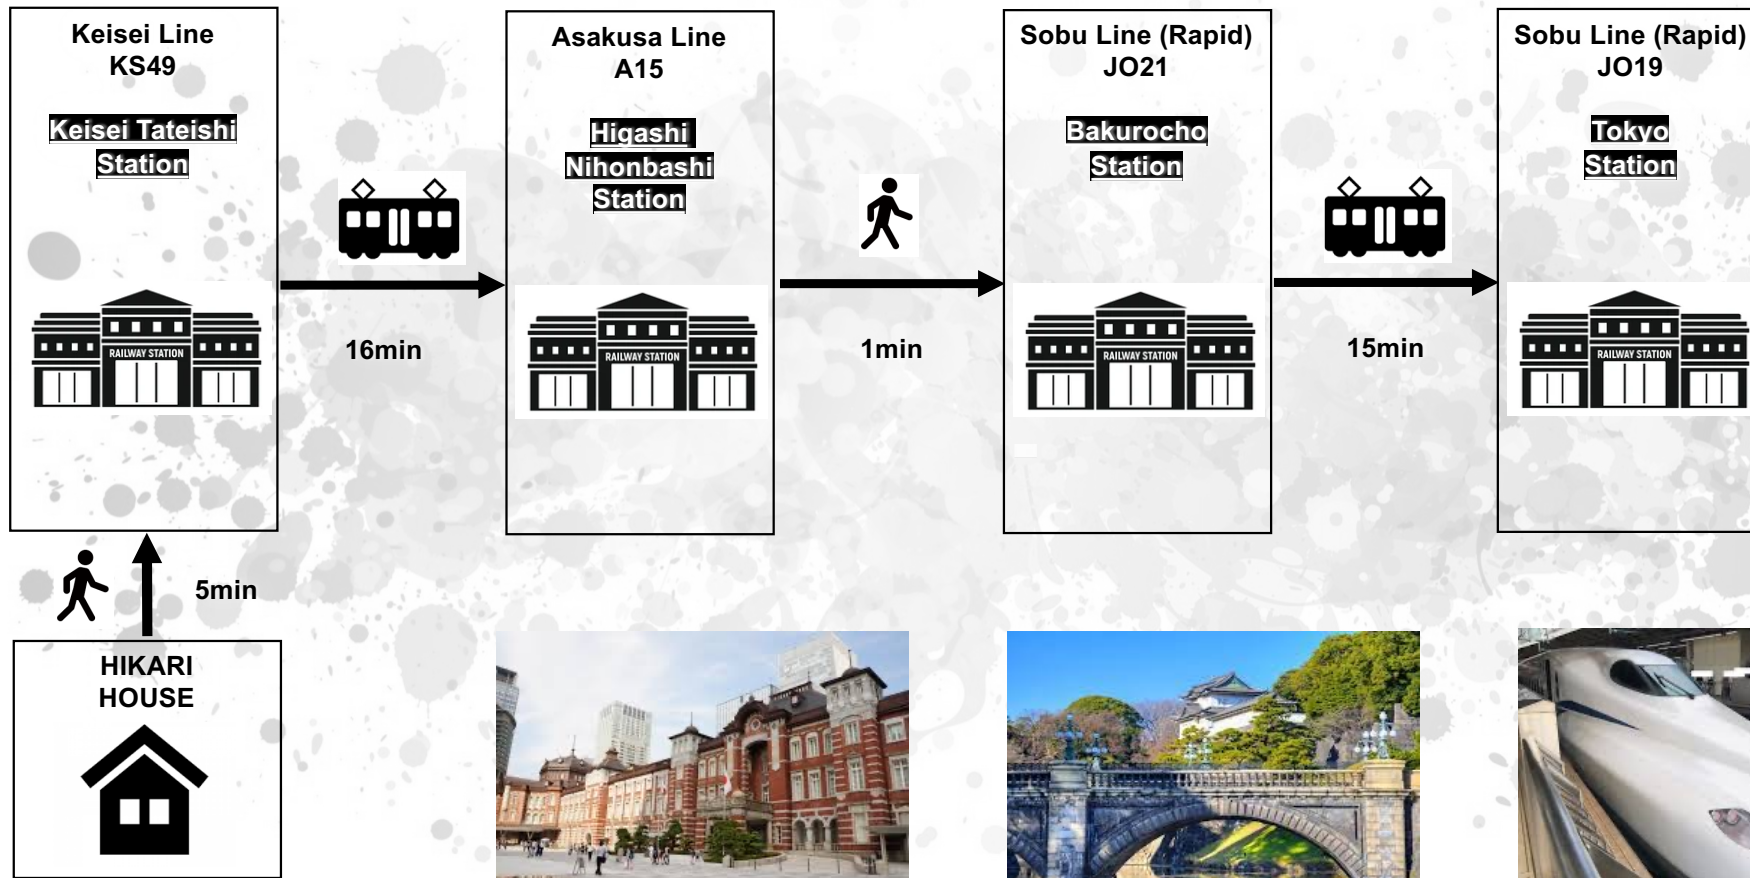 Keisei Line
KS49
Keisei Tateishi
Station
RAILWAY STATION
16min
Asakusa Line
A15
Higashi
Nihonbashi
Station
RAILWAY STATION
1min
Sobu Line (Rapid)
JO21
Bakurocho
Station
RAILWAY STATION
15min
Sobu Line (Rapid)
JO19
Tokyo
Station
RAILWAY STATION
5min
HIKARI
HOUSE